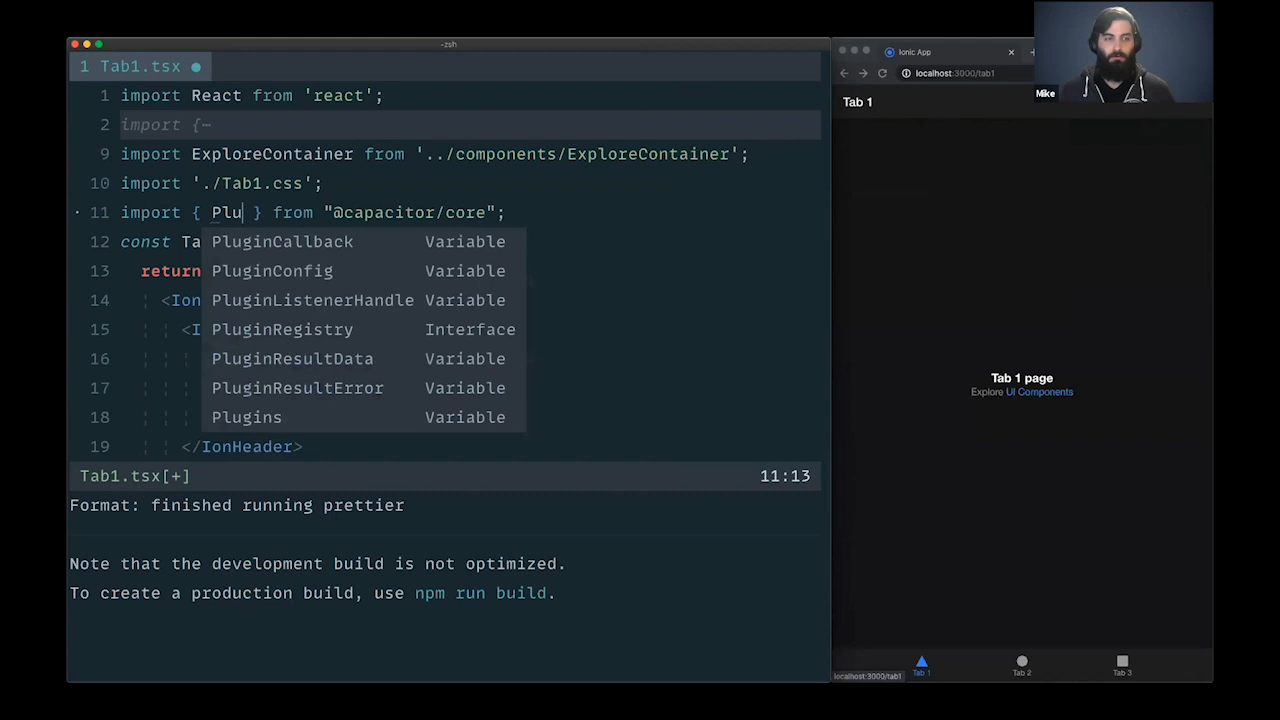 -zsh
1 Tab1.tsx ●
1 import React from 'react';
2 import {⋯
9 import ExploreContainer from '../components/ExploreContainer';
10 import './Tab1.css';
· 11 import { Plu } from "@capacitor/core";
12 const Ta
PluginCallback Variable
13 return
PluginConfig Variable
14 <Ion
PluginListenerHandle Variable
15 <I
PluginRegistry Interface
16
PluginResultData Variable
17
PluginResultError Variable
18
Plugins Variable
19 </IonHeader>
Tab1.tsx[+] 11:13
Format: finished running prettier
Note that the development build is not optimized.
To create a production build, use npm run build.
Ionic App
localhost:3000/tab1
Mike
Tab 1
Tab 1 page
Explore UI Components
localhost:3000/tab1
Tab 1
Tab 2
Tab 3